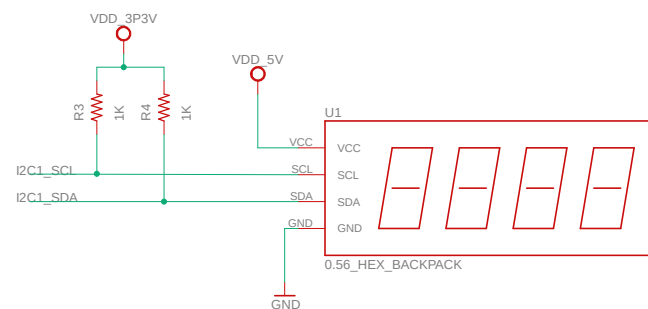 VDD_3P3V
VDD_5V
R3
1K
R4
1K
U1
VCC
VCC
I2C1_SCL
SCL
SCL
I2C1_SDA
SDA
SDA
GND
GND
0.56_HEX_BACKPACK
GND